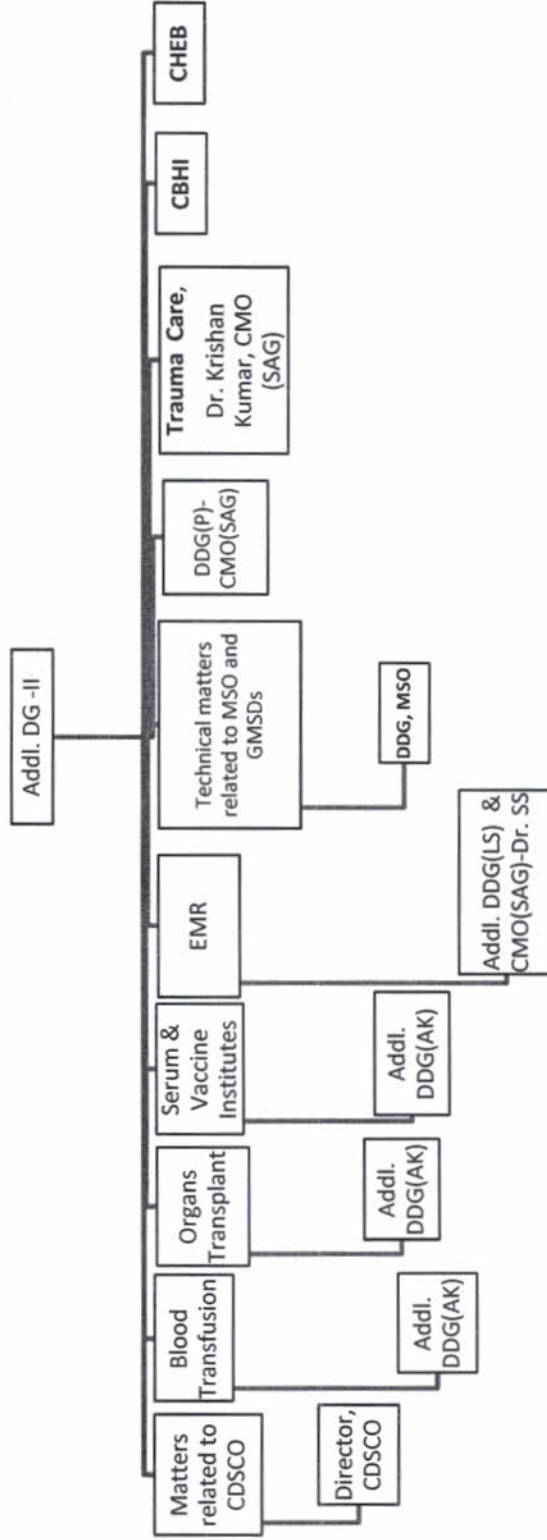 Addl. DG -II
Matters
related to
CDSCO
Director,
CDSCO
Blood
Transfusion
Addl.
DDG(AK)
Organs
Transplant
Addl.
DDG(AK)
Serum &
Vaccine
Institutes
Addl.
DDG(AK)
EMR
Addl. DDG(LS) &
CMO(SAG)-Dr. SS
Technical matters
related to MSO and
GMSDs
DDG, MSO
DDG(P)-
CMO(SAG)
Trauma Care,
Dr. Krishan
Kumar, CMO
(SAG)
CBHI
CHEB